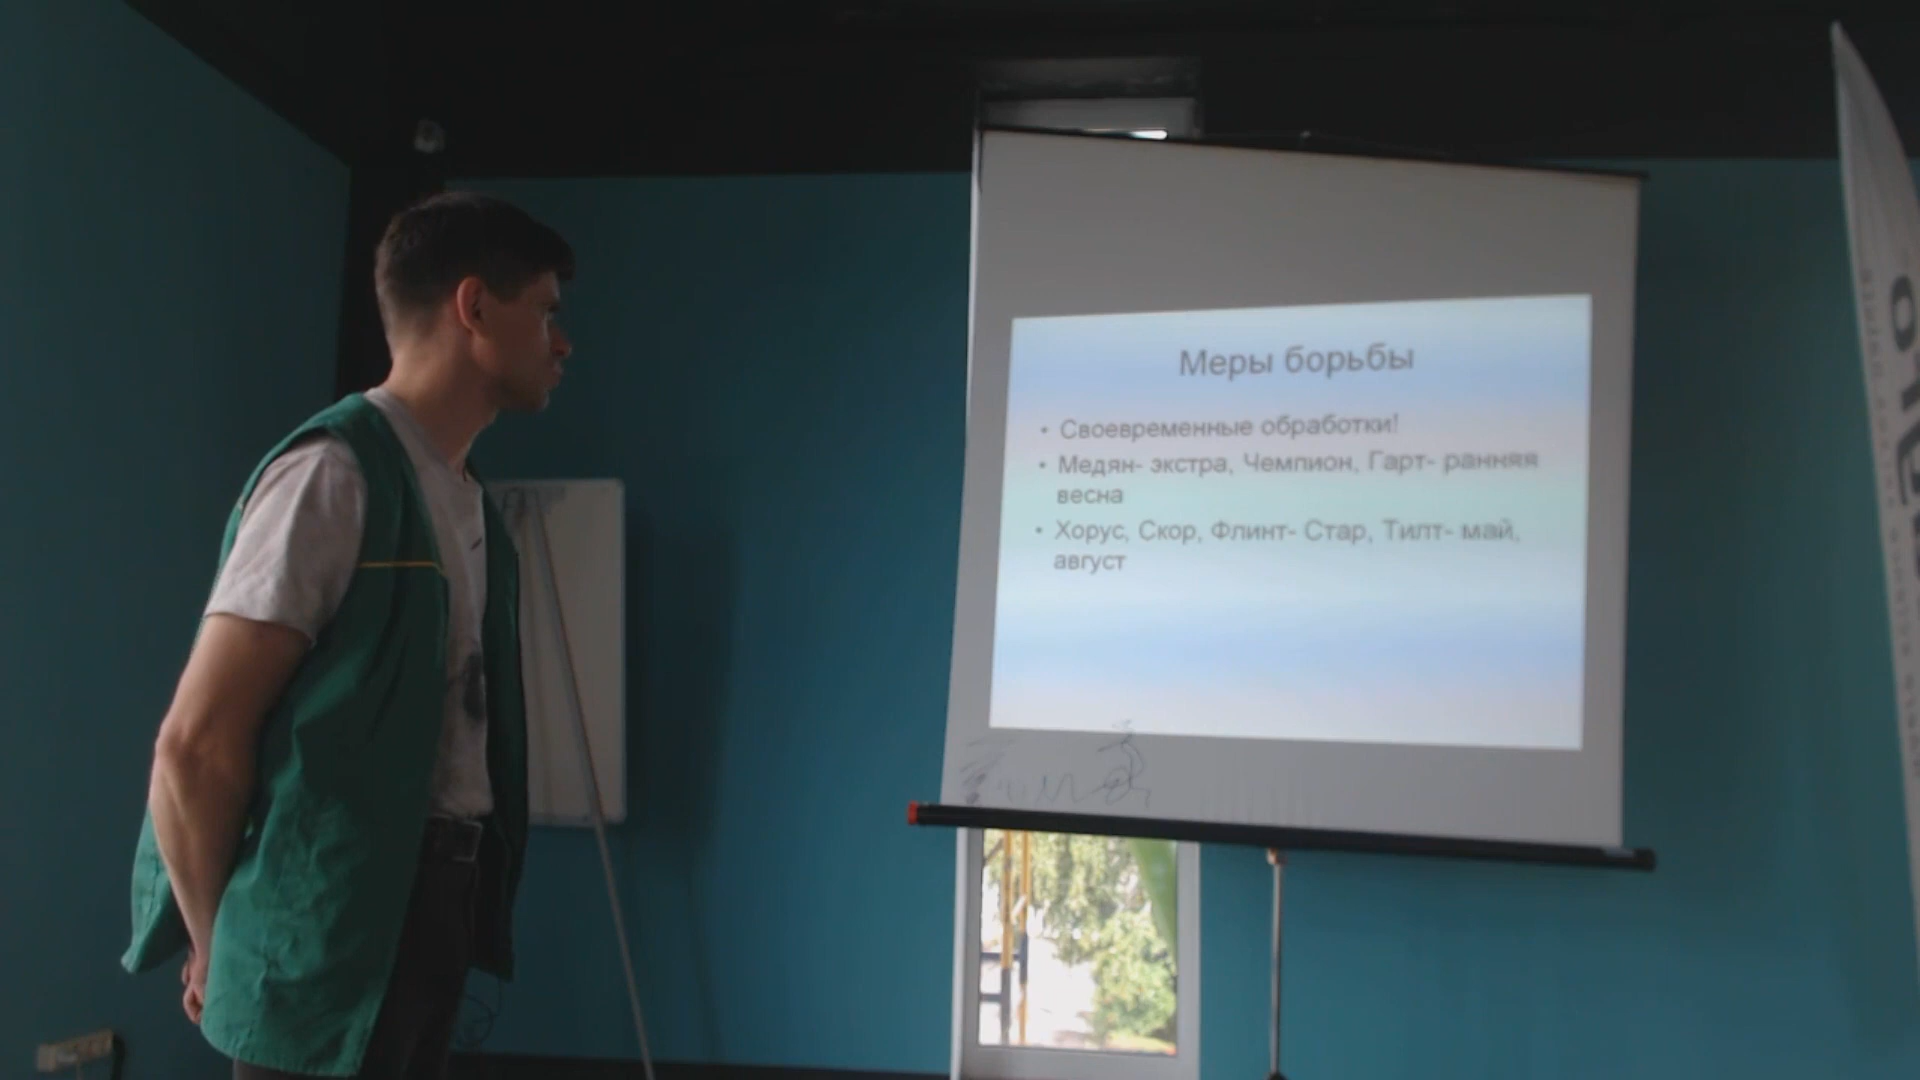 Меры борьбы
• Своевременные обработки!
• Медян- экстра, Чемпион, Гарт- ранняя
весна
• Хорус, Скор, Флинт- Стар, Тилт- май,
август